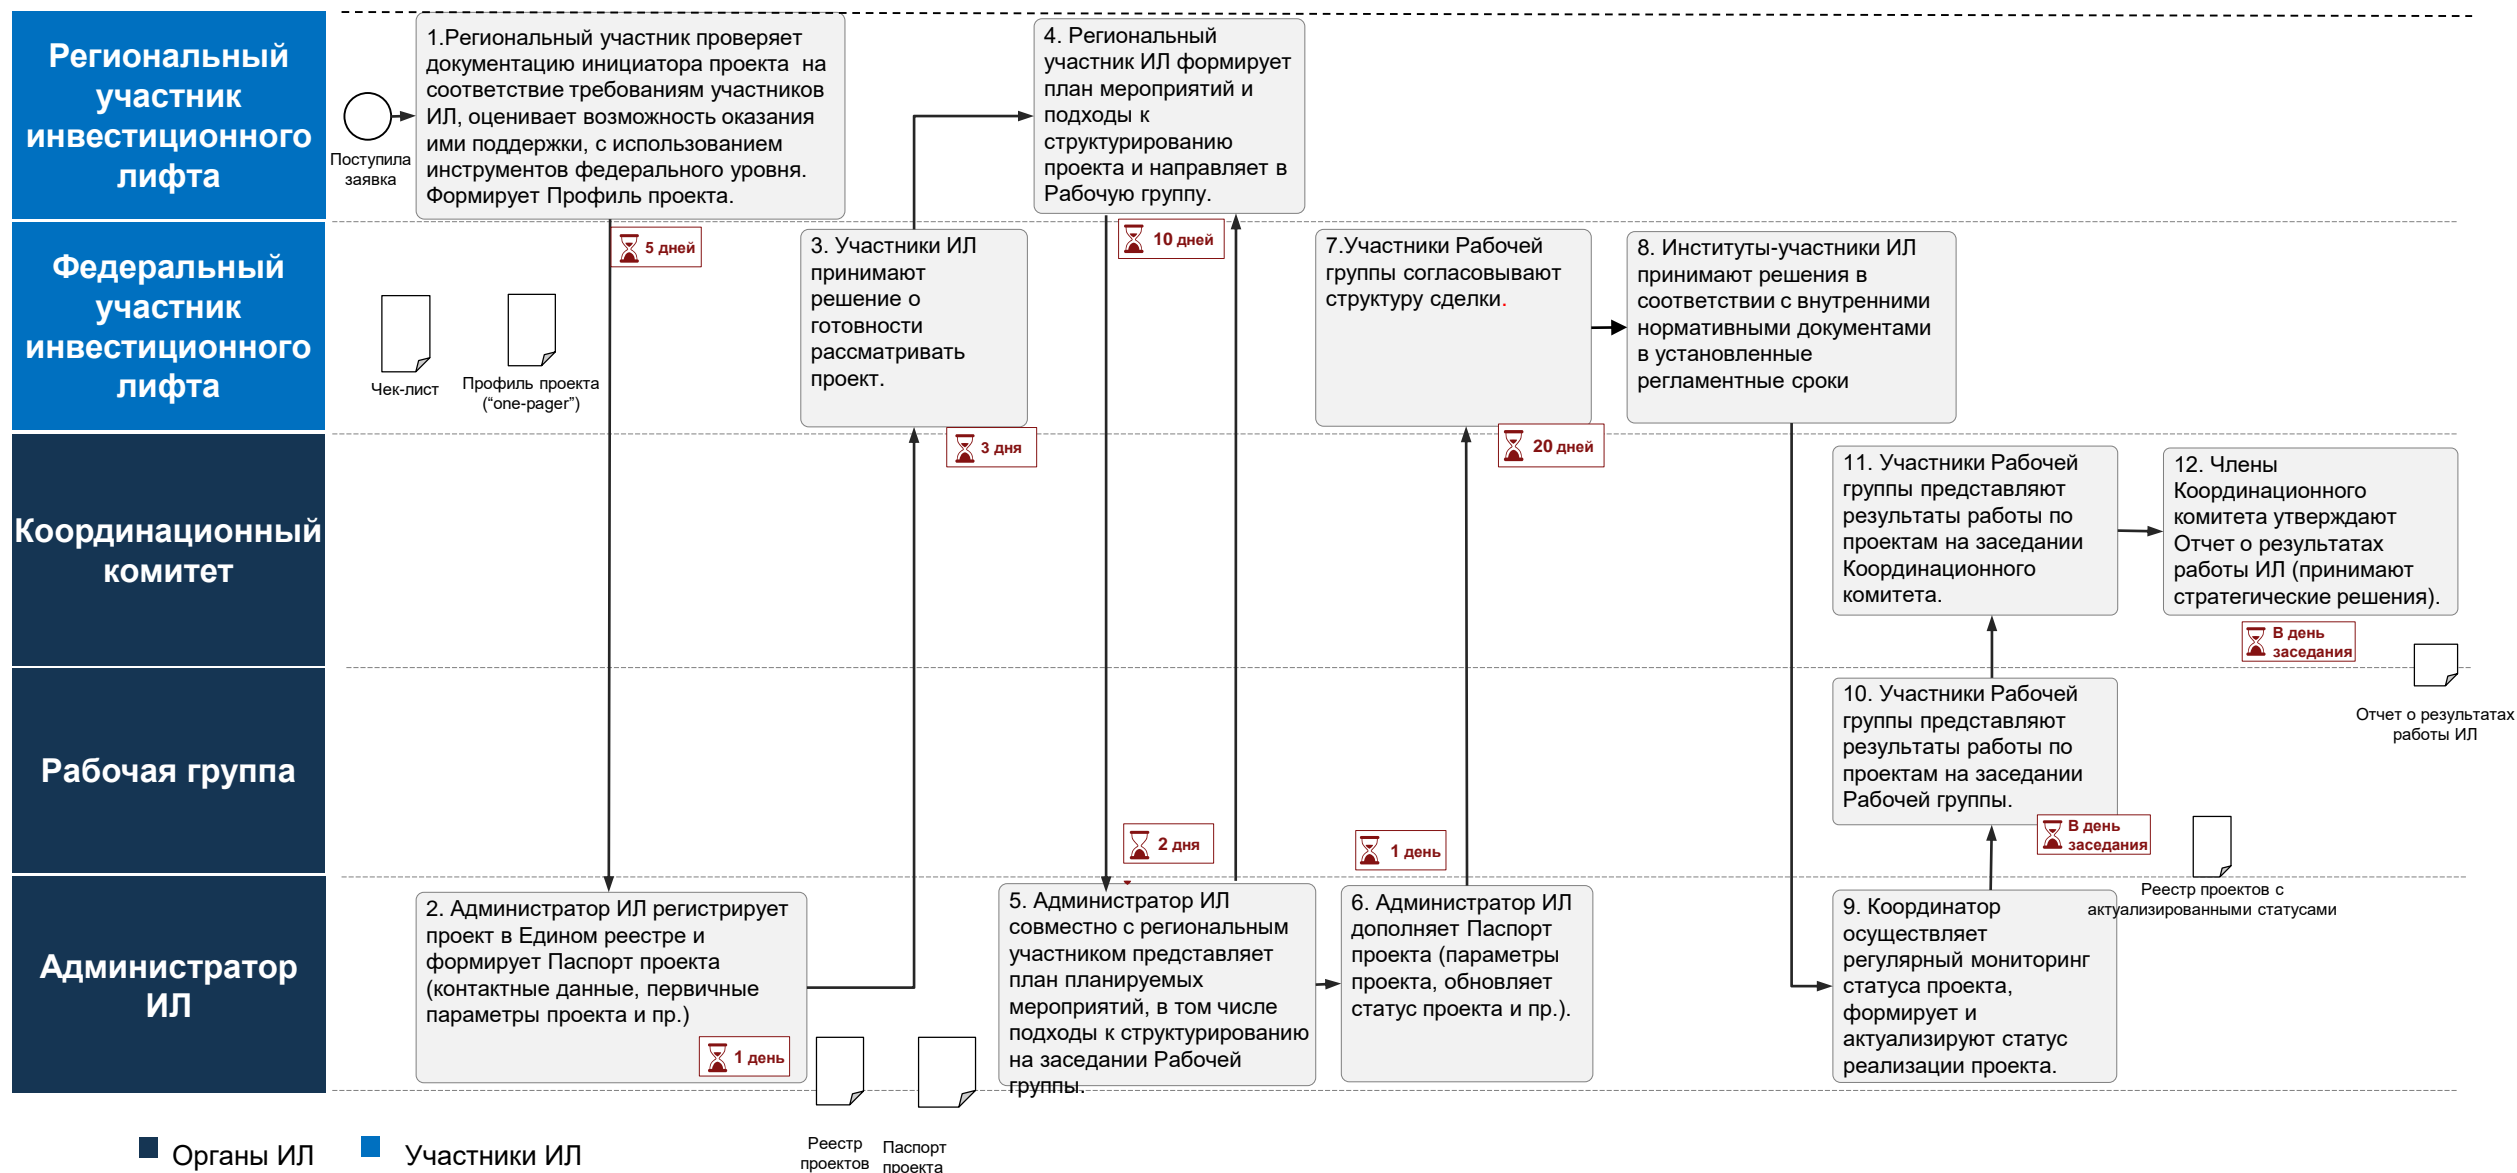 Региональный
участник
инвестиционного
лифта
Поступила
заявка
1.Региональный участник проверяет
документацию инициатора проекта на
соответствие требованиям участников
ИЛ, оценивает возможность оказания
ими поддержки, с использованием
инструментов федерального уровня.
Формирует Профиль проекта.
4. Региональный
участник ИЛ формирует
план мероприятий и
подходы к
структурированию
проекта и направляет в
Рабочую группу.
Федеральный
участник
инвестиционного
лифта
Чек-лист
Профиль проекта
(“one-pager”)
5 дней
3. Участники ИЛ
принимают
решение о
готовности
рассматривать
проект.
3 дня
10 дней
7.Участники Рабочей
группы согласовывают
структуру сделки.
20 дней
8. Институты-участники ИЛ
принимают решения в
соответствии с внутренними
нормативными документами
в установленные
регламентные сроки
Координационный
комитет
11. Участники Рабочей
группы представляют
результаты работы по
проектам на заседании
Координационного
комитета.
12. Члены
Координационного
комитета утверждают
Отчет о результатах
работы ИЛ (принимают
стратегические решения).
В день
заседания
Отчет о результатах
работы ИЛ
Рабочая группа
10. Участники Рабочей
группы представляют
результаты работы по
проектам на заседании
Рабочей группы.
В день
заседания
2 дня
1 день
Реестр проектов с
актуализированными статусами
Администратор
ИЛ
2. Администратор ИЛ регистрирует
проект в Едином реестре и
формирует Паспорт проекта
(контактные данные, первичные
параметры проекта и пр.)
1 день
5. Администратор ИЛ
совместно с региональным
участником представляет
план планируемых
мероприятий, в том числе
подходы к структурированию
на заседании Рабочей
группы.
6. Администратор ИЛ
дополняет Паспорт
проекта (параметры
проекта, обновляет
статус проекта и пр.).
9. Координатор
осуществляет
регулярный мониторинг
статуса проекта,
формирует и
актуализируют статус
реализации проекта.
Реестр
проектов
Паспорт
проекта
Органы ИЛ
Участники ИЛ